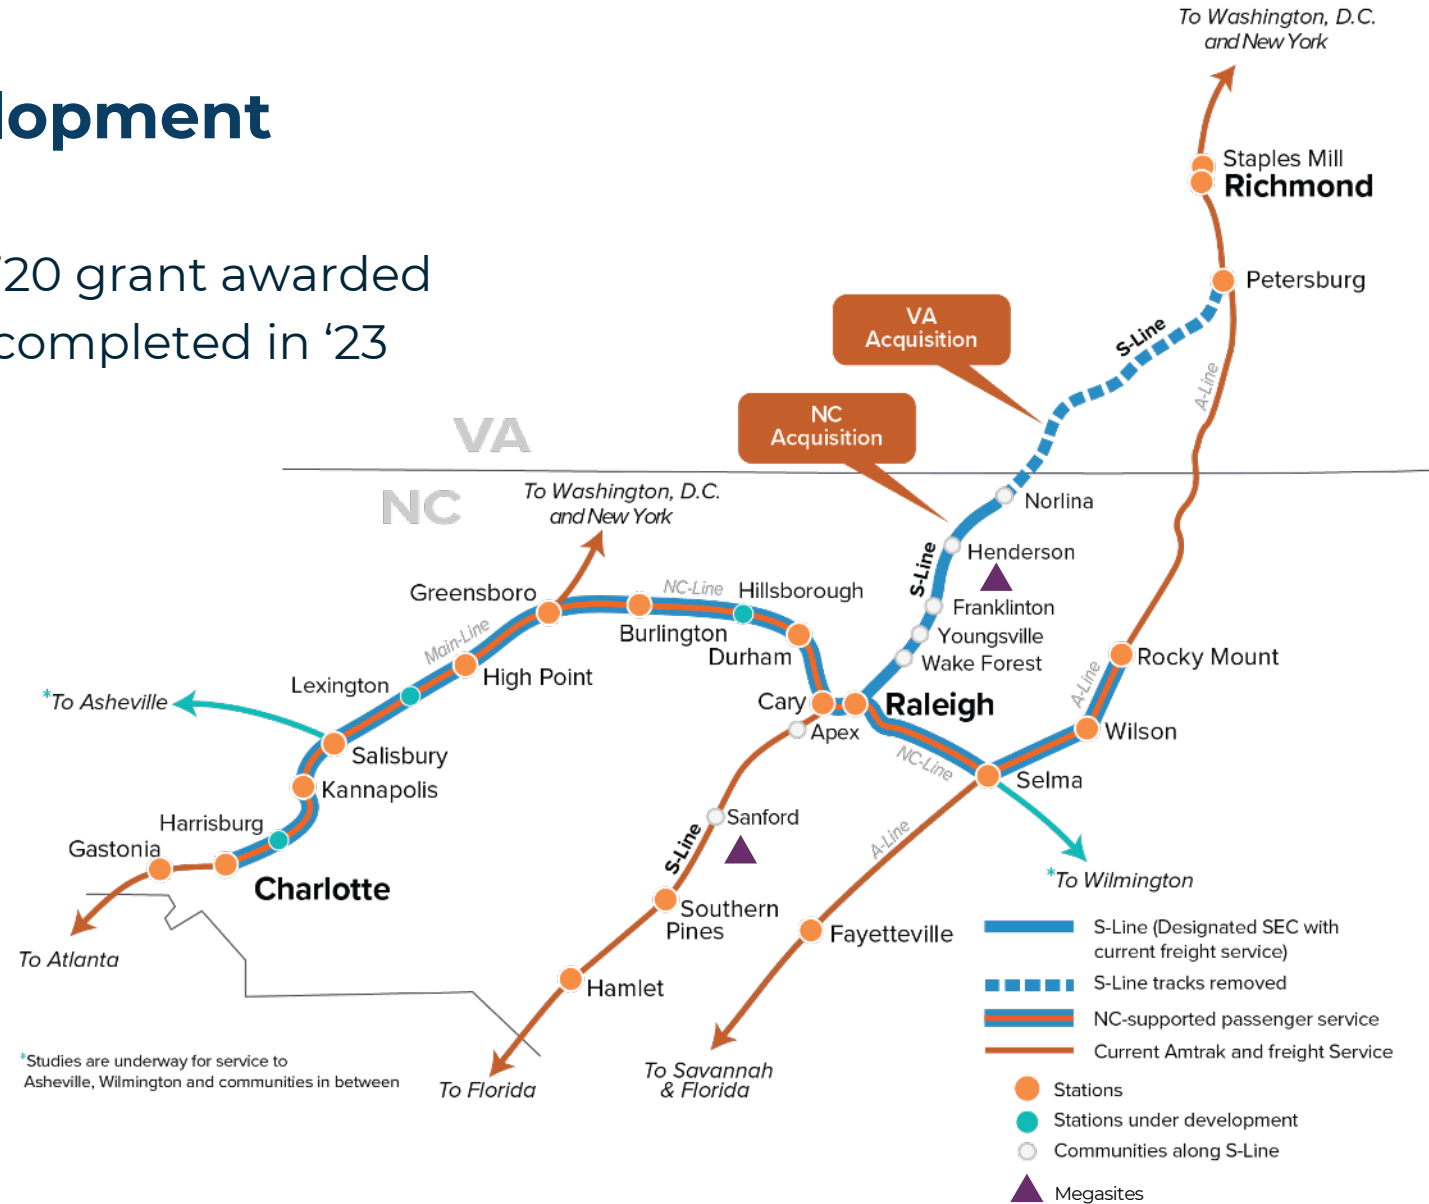 lopment
'20 grant awarded
completed in ‘23
To Washington, D.C.
and New York
Staples Mill
Richmond
Petersburg
VA
Acquisition
S-Line
A-Line
NC
Acquisition
VA
NC
To Washington, D.C.
and New York
Norlina
Henderson
S-Line
Franklinton
Youngsville
Wake Forest
Greensboro
NC-Line
Hillsborough
Burlington
Durham
Main-Line
High Point
Lexington
*To Asheville
Cary
Raleigh
Apex
Rocky Mount
A-Line
Wilson
NC-Line
Selma
Salisbury
Kannapolis
Harrisburg
Gastonia
Charlotte
To Atlanta
Sanford
S-Line
A-Line
*To Wilmington
Southern
Pines
Fayetteville
Hamlet
To Florida
To Savannah
& Florida
*Studies are underway for service to
Asheville, Wilmington and communities in between
S-Line (Designated SEC with
current freight service)
S-Line tracks removed
NC-supported passenger service
Current Amtrak and freight Service
Stations
Stations under development
Communities along S-Line
Megasites